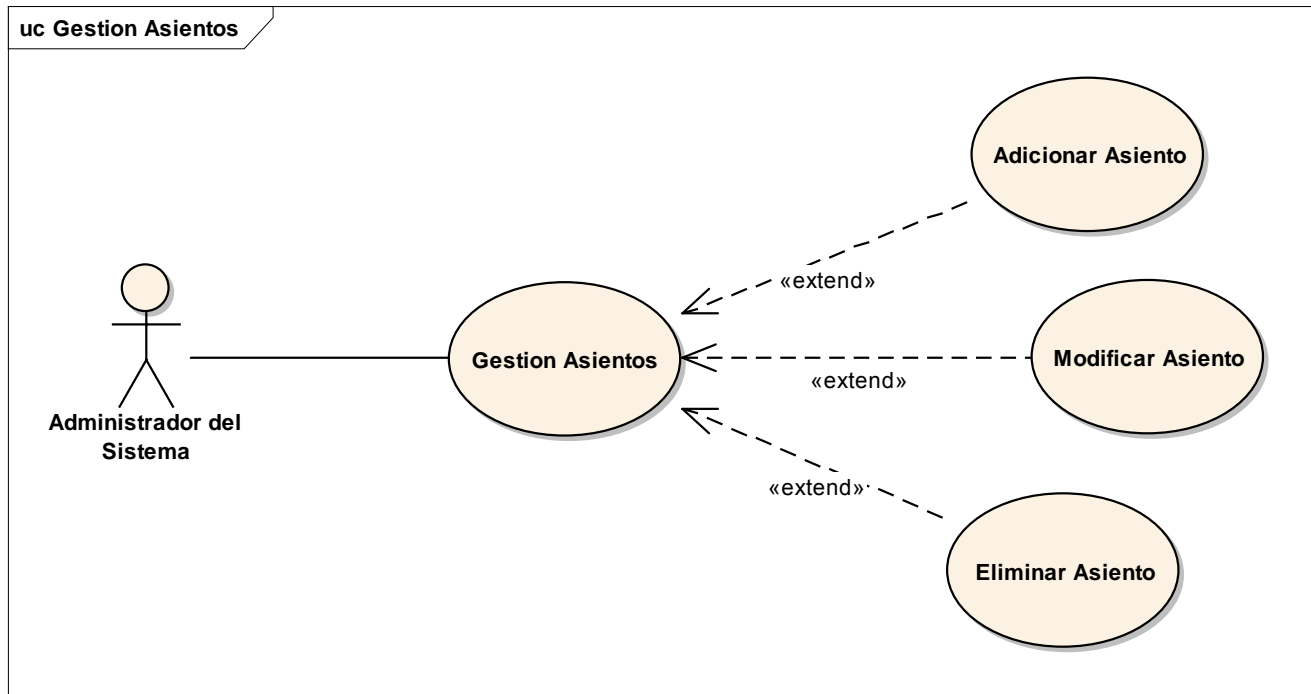 uc Gestion Asientos
Adicionar Asiento
«extend»
Gestion Asientos
Modificar Asiento
«extend»
Administrador del
Sistema
«extend»
Eliminar Asiento